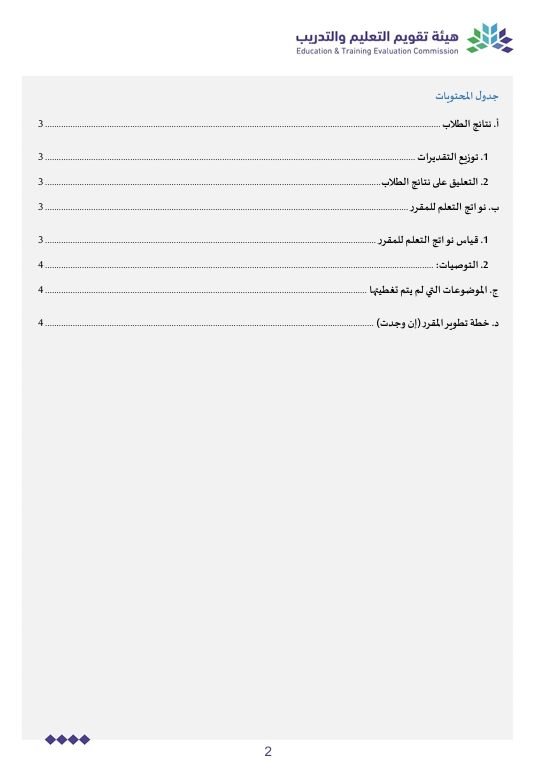 هيئة تقويم التعليم والتدريب
Education & Training Evaluation Commission
جدول المحتويات
أ. نتائج الطلاب ........ 3
1. توزيع التقديرات ........ 3
2. التعليق على نتائج الطلاب ........ 3
ب. نواتج التعلم للمقرر ........ 3
1. قياس نواتج التعلم للمقرر ........ 3
2. التوصيات: ........ 4
ج. الموضوعات التي لم يتم تغطيتها ........ 4
د. خطة تطوير المقرر (إن وجدت) ........ 4
2